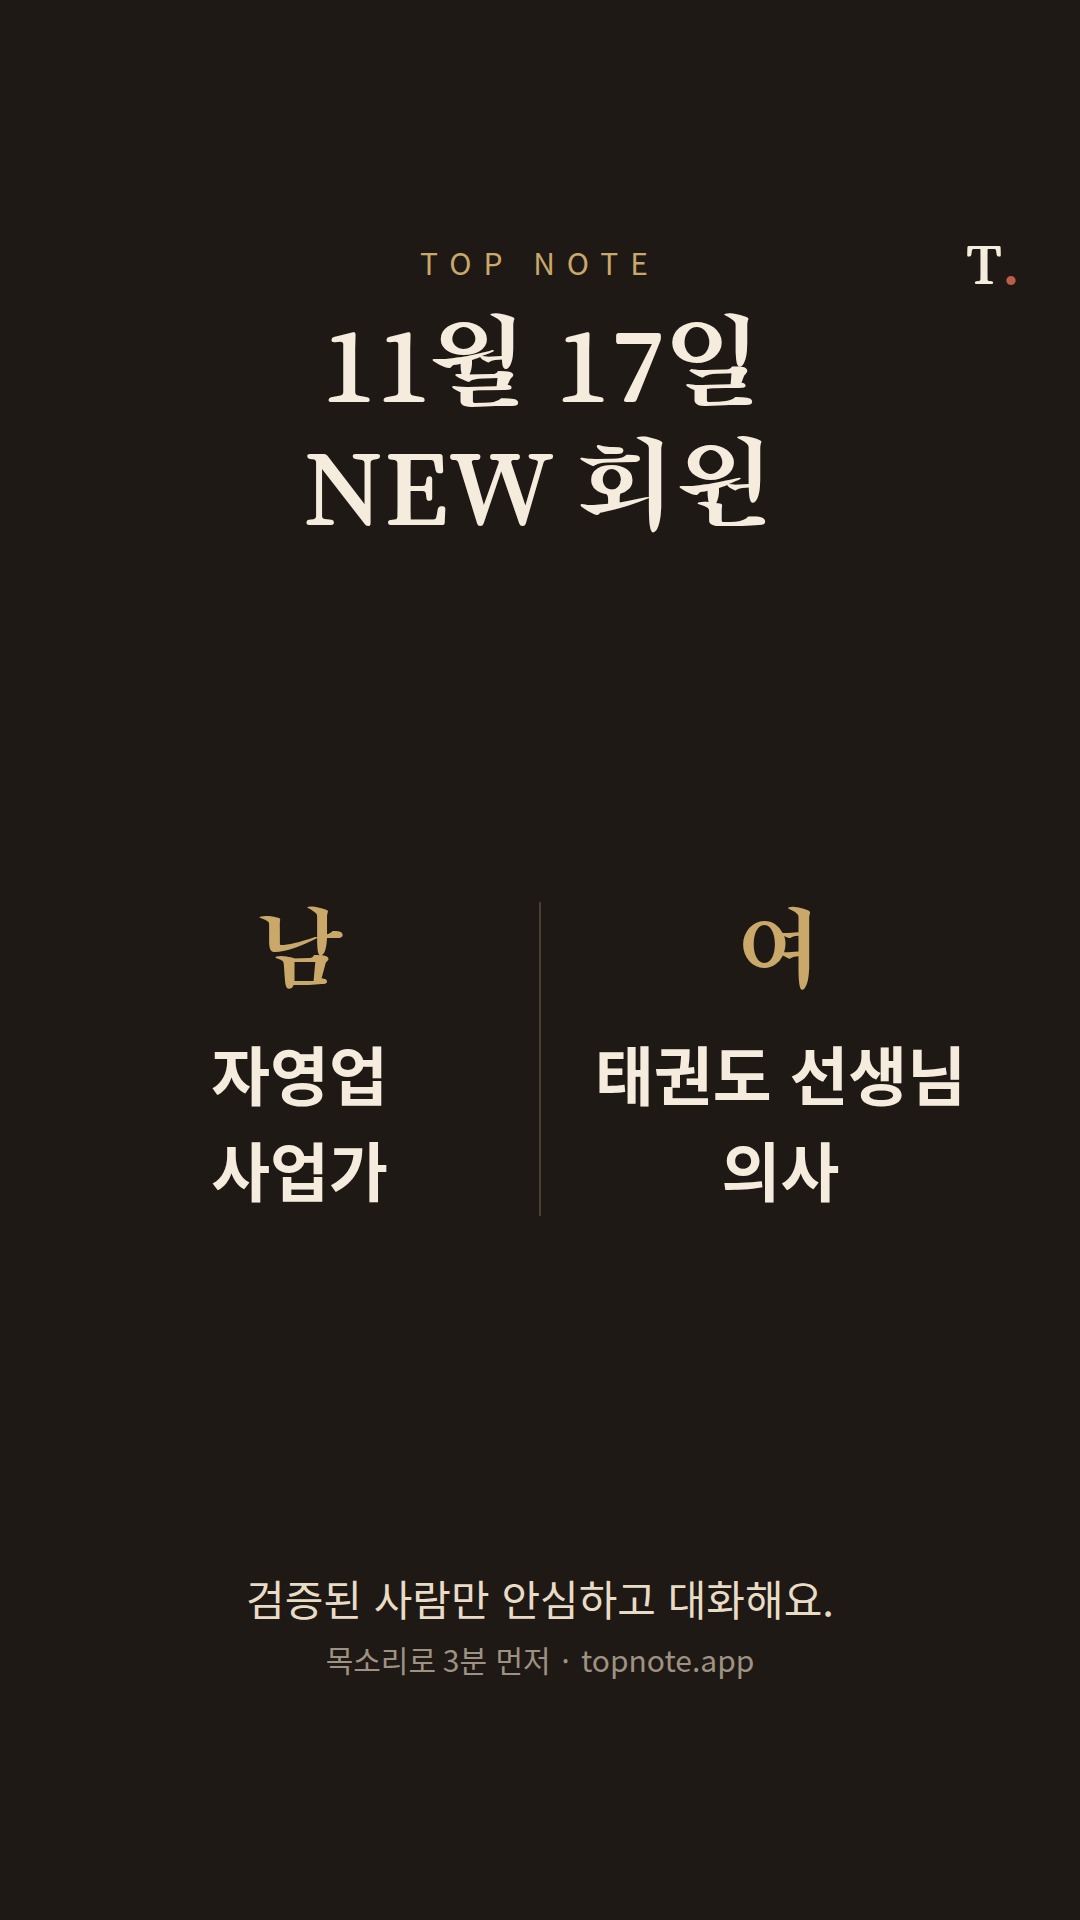 TOP NOTE
T.
11월 17일
NEW 회원
남
자영업
사업가
여
태권도 선생님
의사
검증된 사람만 안심하고 대화해요.
목소리로 3분 먼저 · topnote.app